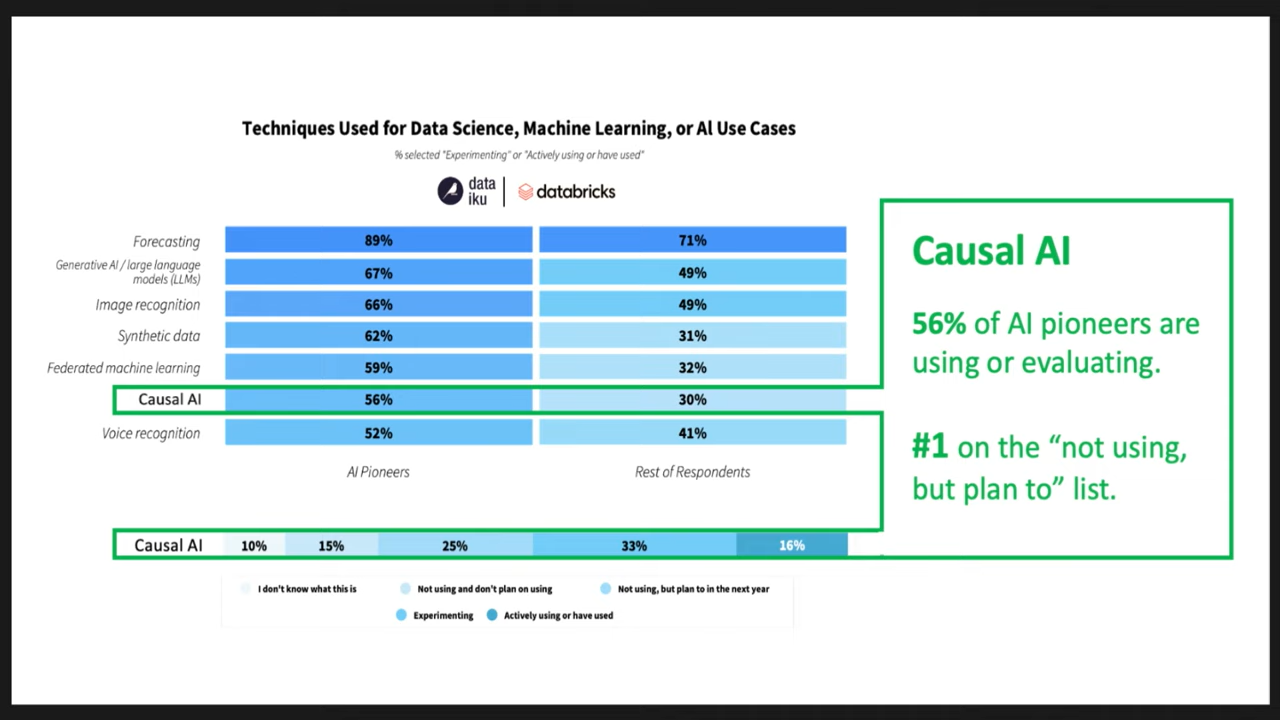 Techniques Used for Data Science, Machine Learning, or AI Use Cases
% selected "Experimenting" or "Actively using or have used"
data
iku
databricks
Forecasting 89% 71%
Generative AI / large language
models (LLMs) 67% 49%
Image recognition 66% 49%
Synthetic data 62% 31%
Federated machine learning 59% 32%
Causal AI 56% 30%
Voice recognition 52% 41%
AI Pioneers Rest of Respondents
Causal AI 10% 15% 25% 33% 16%
I don't know what this is Not using and don't plan on using Not using, but plan to in the next year
Experimenting Actively using or have used
Causal AI
56% of AI pioneers are
using or evaluating.
#1 on the “not using,
but plan to” list.